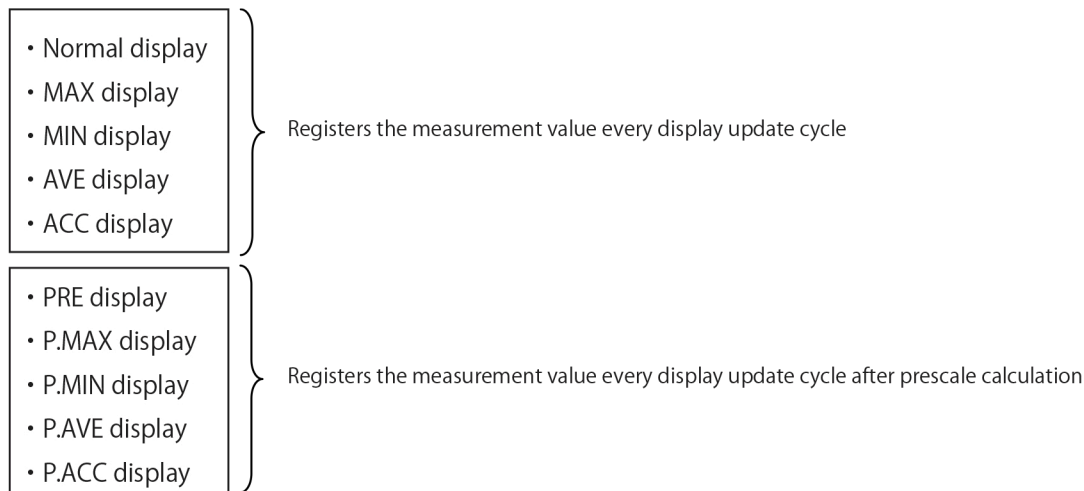 ・Normal display
・MAX display
・MIN display
・AVE display
・ACC display
Registers the measurement value every display update cycle
・PRE display
・P.MAX display
・P.MIN display
・P.AVE display
・P.ACC display
Registers the measurement value every display update cycle after prescale calculation